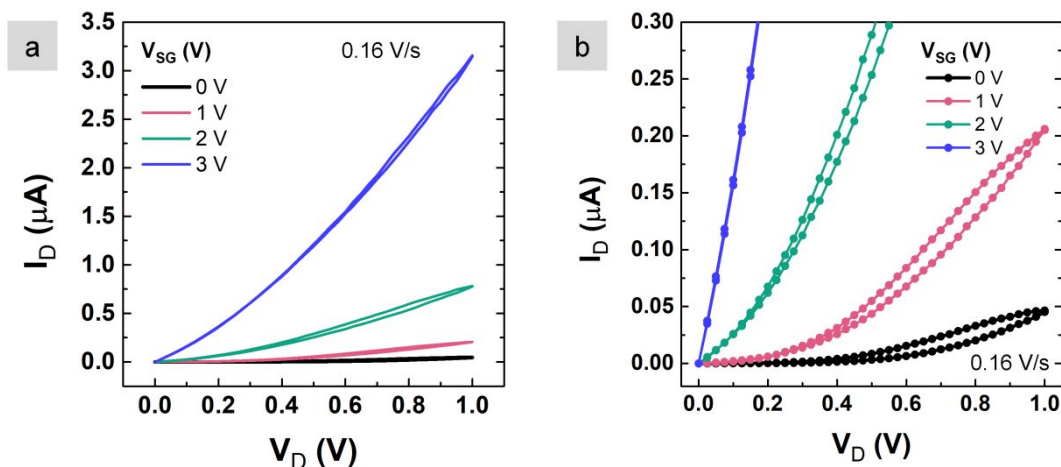 a
V_SG (V)
0 V
1 V
2 V
3 V
0.16 V/s
I_D (µA)
3.5
3.0
2.5
2.0
1.5
1.0
0.5
0.0
0.0 0.2 0.4 0.6 0.8 1.0
V_D (V)
b
V_SG (V)
0 V
1 V
2 V
3 V
0.16 V/s
I_D (µA)
0.30
0.25
0.20
0.15
0.10
0.05
0.00
0.0 0.2 0.4 0.6 0.8 1.0
V_D (V)